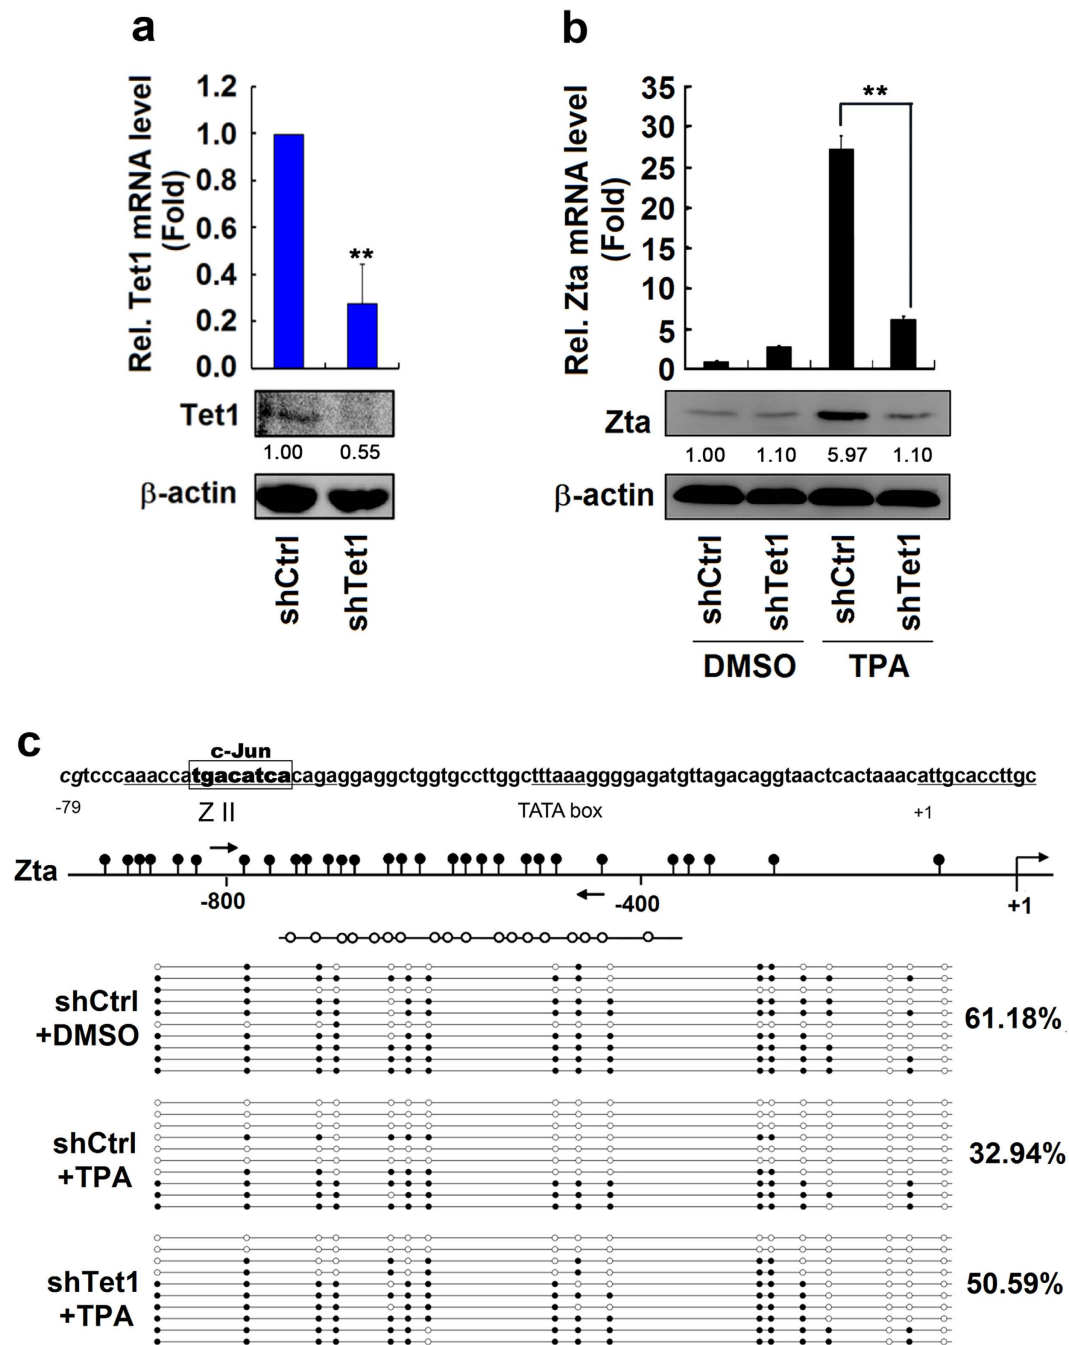 a
Rel. Tet1 mRNA level
(Fold)
1.2
1.0
0.8
0.6
0.4
0.2
0.0
**
Tet1
1.00 0.55
β-actin
shCtrl shTet1
b
Rel. Zta mRNA level
(Fold)
35
30
25
20
15
10
5
0
**
Zta
1.00 1.10 5.97 1.10
β-actin
shCtrl shTet1 shCtrl shTet1
DMSO TPA
c
c-Jun
cgtcccaaaccatgacatcacagaggaggctggtgccttggctttaaaggggagatgttagacaggtaactcactaaacattgcaccttgc
-79 Z II TATA box +1
Zta
-800 -400 +1
shCtrl
+DMSO
61.18%
shCtrl
+TPA
32.94%
shTet1
+TPA
50.59%